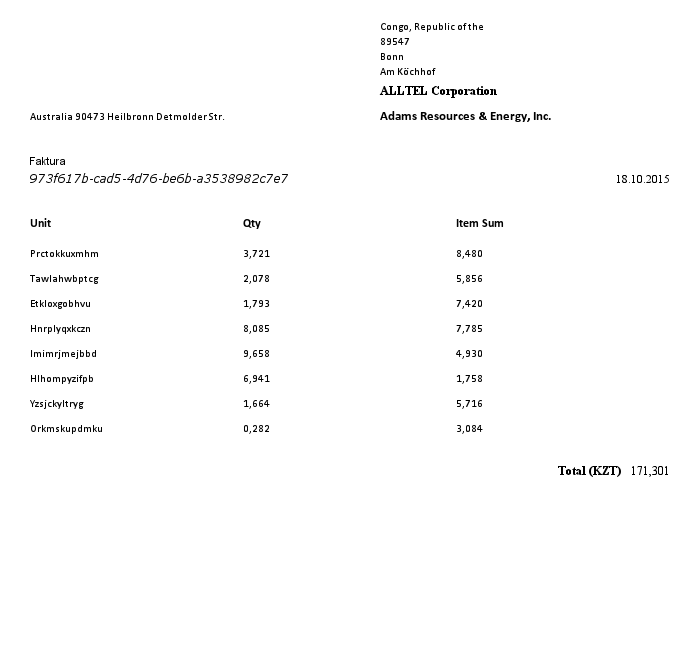 Congo, Republic of the
89547
Bonn
Am Köchhof
ALLTEL Corporation
Australia 90473 Heilbronn Detmolder Str.
Adams Resources & Energy, Inc.
Faktura
973f617b-cad5-4d76-be6b-a3538982c7e7
18.10.2015
Unit Qty Item Sum
Prctokkuxmhm 3,721 8,480
Tawlahwbptcg 2,078 5,856
Etkloxgobhvu 1,793 7,420
Hnrplyqxkczn 8,085 7,785
Imimrjmejbbd 9,658 4,930
Hlhompyzifpb 6,941 1,758
Yzsjckyltryg 1,664 5,716
Orkmskupdmku 0,282 3,084
Total (KZT) 171,301